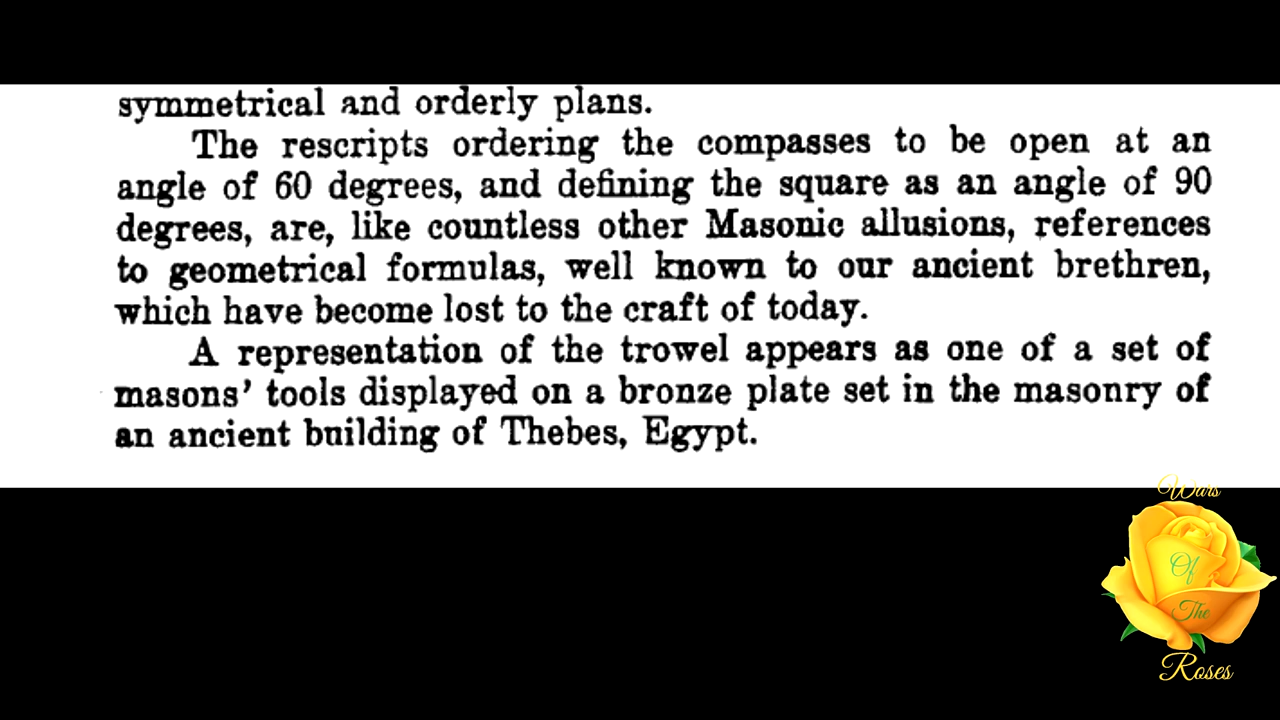 symmetrical and orderly plans.
The rescripts ordering the compasses to be open at an
angle of 60 degrees, and defining the square as an angle of 90
degrees, are, like countless other Masonic allusions, references
to geometrical formulas, well known to our ancient brethren,
which have become lost to the craft of today.
A representation of the trowel appears as one of a set of
masons' tools displayed on a bronze plate set in the masonry of
an ancient bnilding of Thebes, Egypt.
Wars
Of
The
Roses